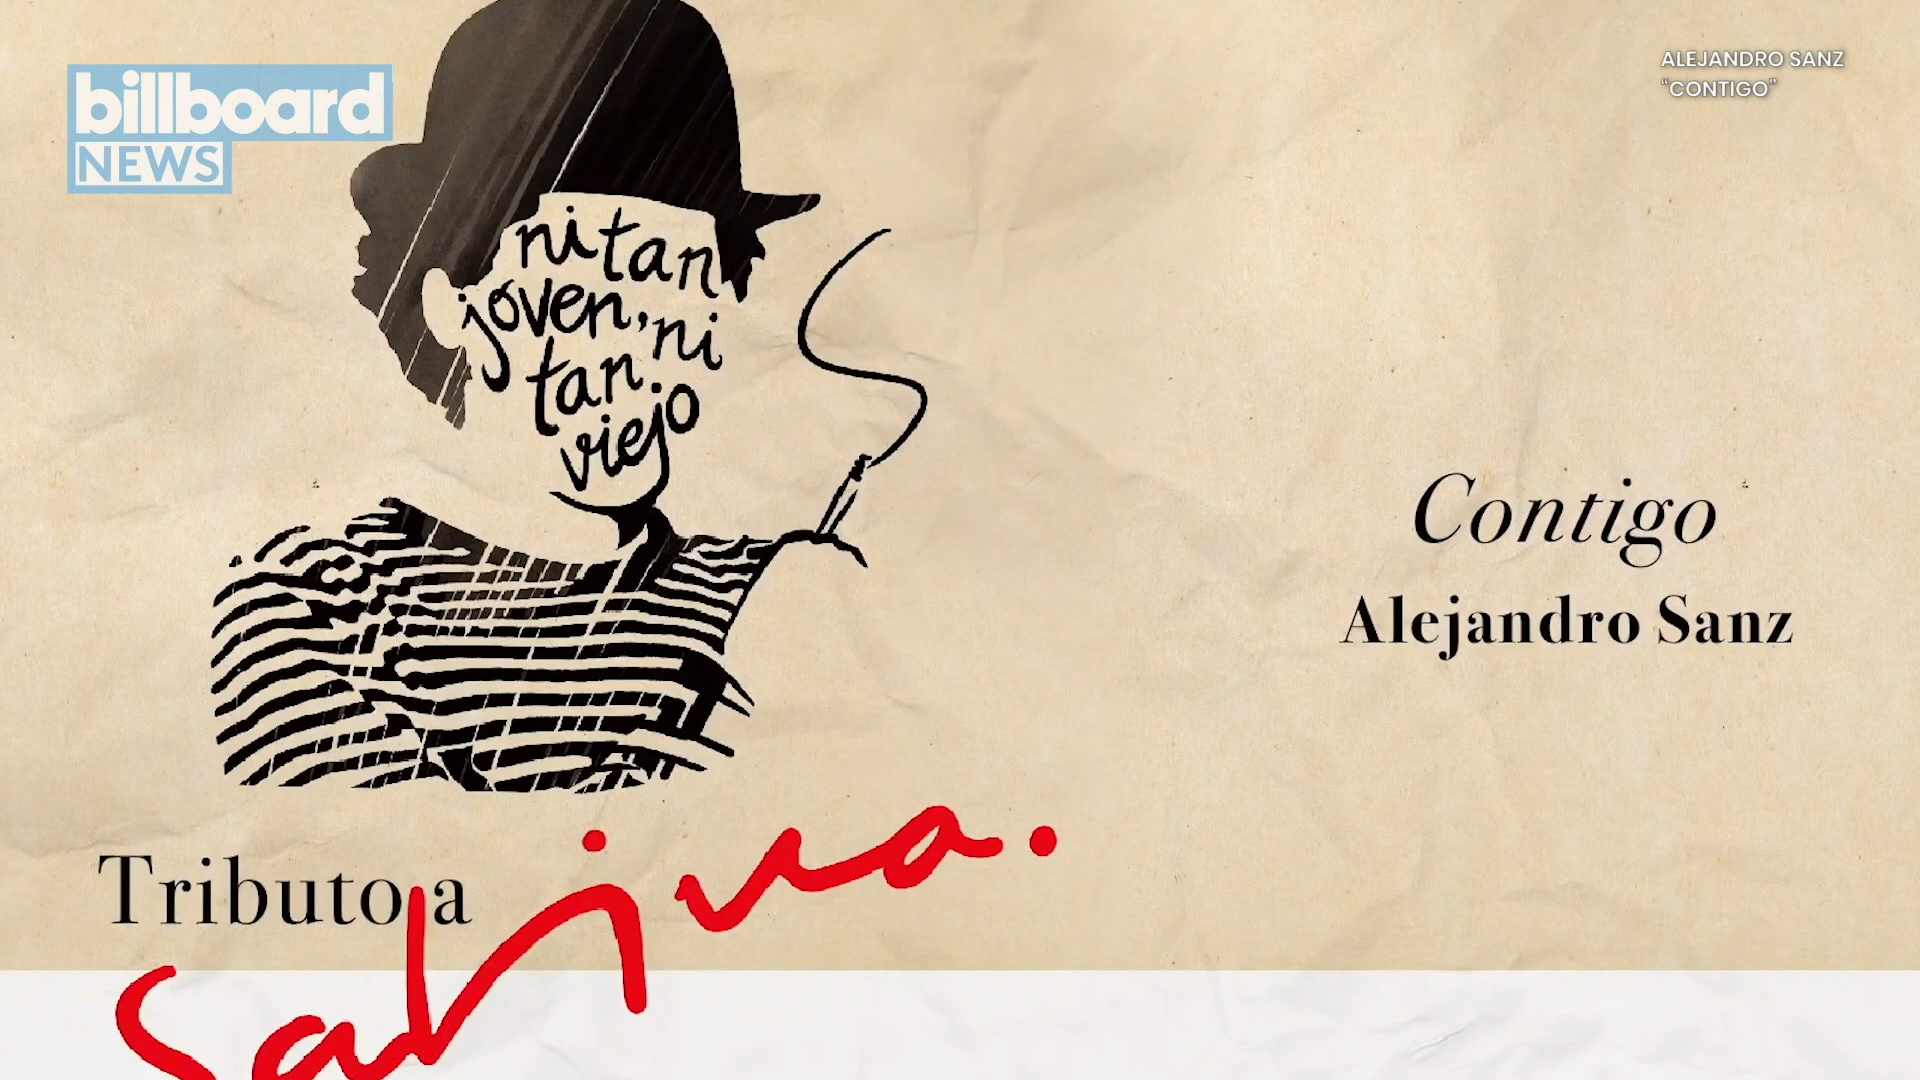 billboard
NEWS
ALEJANDRO SANZ
“CONTIGO”
ni tan
joven, ni
tan
viejo
Contigo
Alejandro Sanz
Tributo a
Sabina.